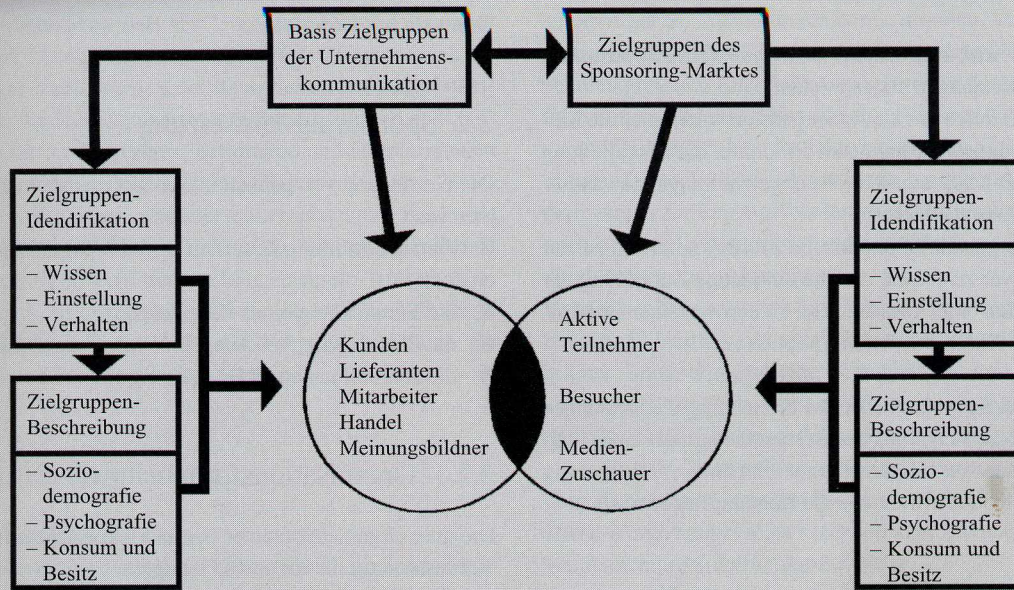 Basis Zielgruppen
der Unternehmens-
kommunikation
Zielgruppen des
Sponsoring-Marktes
Zielgruppen-
Idendifikation
– Wissen
– Einstellung
– Verhalten
Zielgruppen-
Beschreibung
– Sozio-
demografie
– Psychografie
– Konsum und
Besitz
Kunden
Lieferanten
Mitarbeiter
Handel
Meinungsbildner
Aktive
Teilnehmer
Besucher
Medien-
Zuschauer
Zielgruppen-
Idendifikation
– Wissen
– Einstellung
– Verhalten
Zielgruppen-
Beschreibung
– Sozio-
demografie
– Psychografie
– Konsum und
Besitz